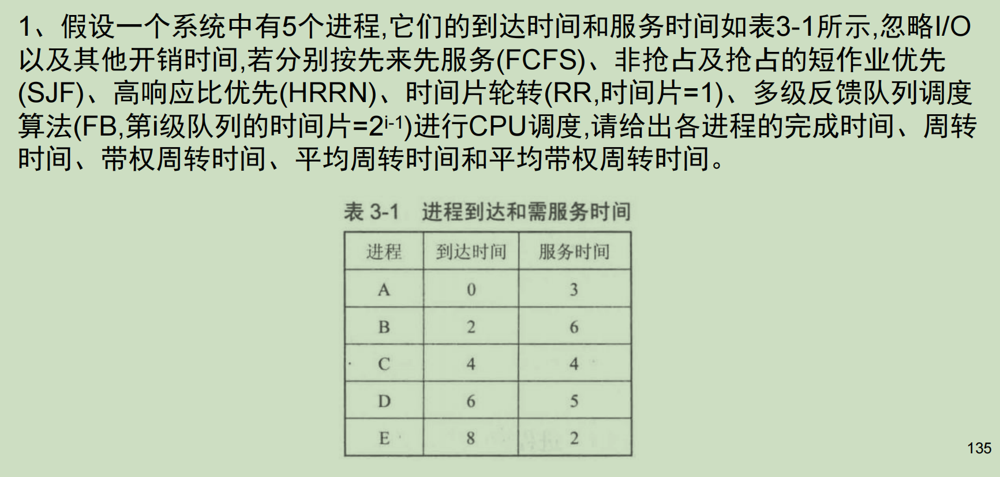 1、假设一个系统中有5个进程,它们的到达时间和服务时间如表3-1所示,忽略I/O
以及其他开销时间,若分别按先来先服务(FCFS)、非抢占及抢占的短作业优先
(SJF)、高响应比优先(HRRN)、时间片轮转(RR,时间片=1)、多级反馈队列调度
算法(FB,第i级队列的时间片=2i-1)进行CPU调度,请给出各进程的完成时间、周转
时间、带权周转时间、平均周转时间和平均带权周转时间。
表 3-1 进程到达和需服务时间
进程 到达时间 服务时间
A 0 3
B 2 6
C 4 4
D 6 5
E 8 2
135